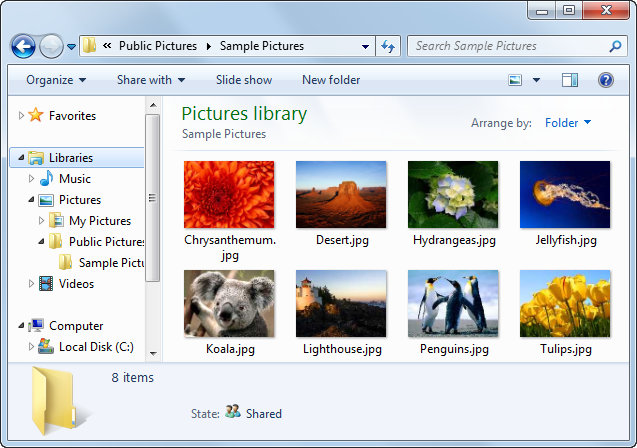 « Public Pictures Sample Pictures
Search Sample Pictures
Organize Share with Slide show New folder
Favorites
Libraries
Music
Pictures
My Pictures
Public Pictures
Sample Pictu
Videos
Computer
Local Disk (C:)
Pictures library
Sample Pictures
Arrange by: Folder
Chrysanthemum.
jpg
Desert.jpg
Hydrangeas.jpg
Jellyfish.jpg
Koala.jpg
Lighthouse.jpg
Penguins.jpg
Tulips.jpg
8 items
State: Shared